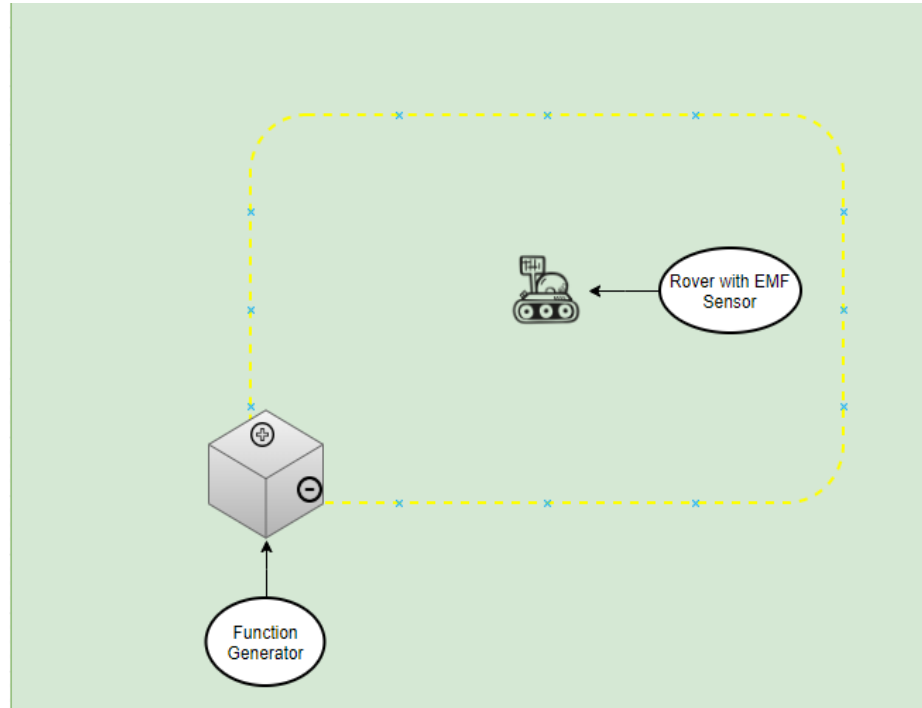 Rover with EMF
Sensor
+
-
Function
Generator